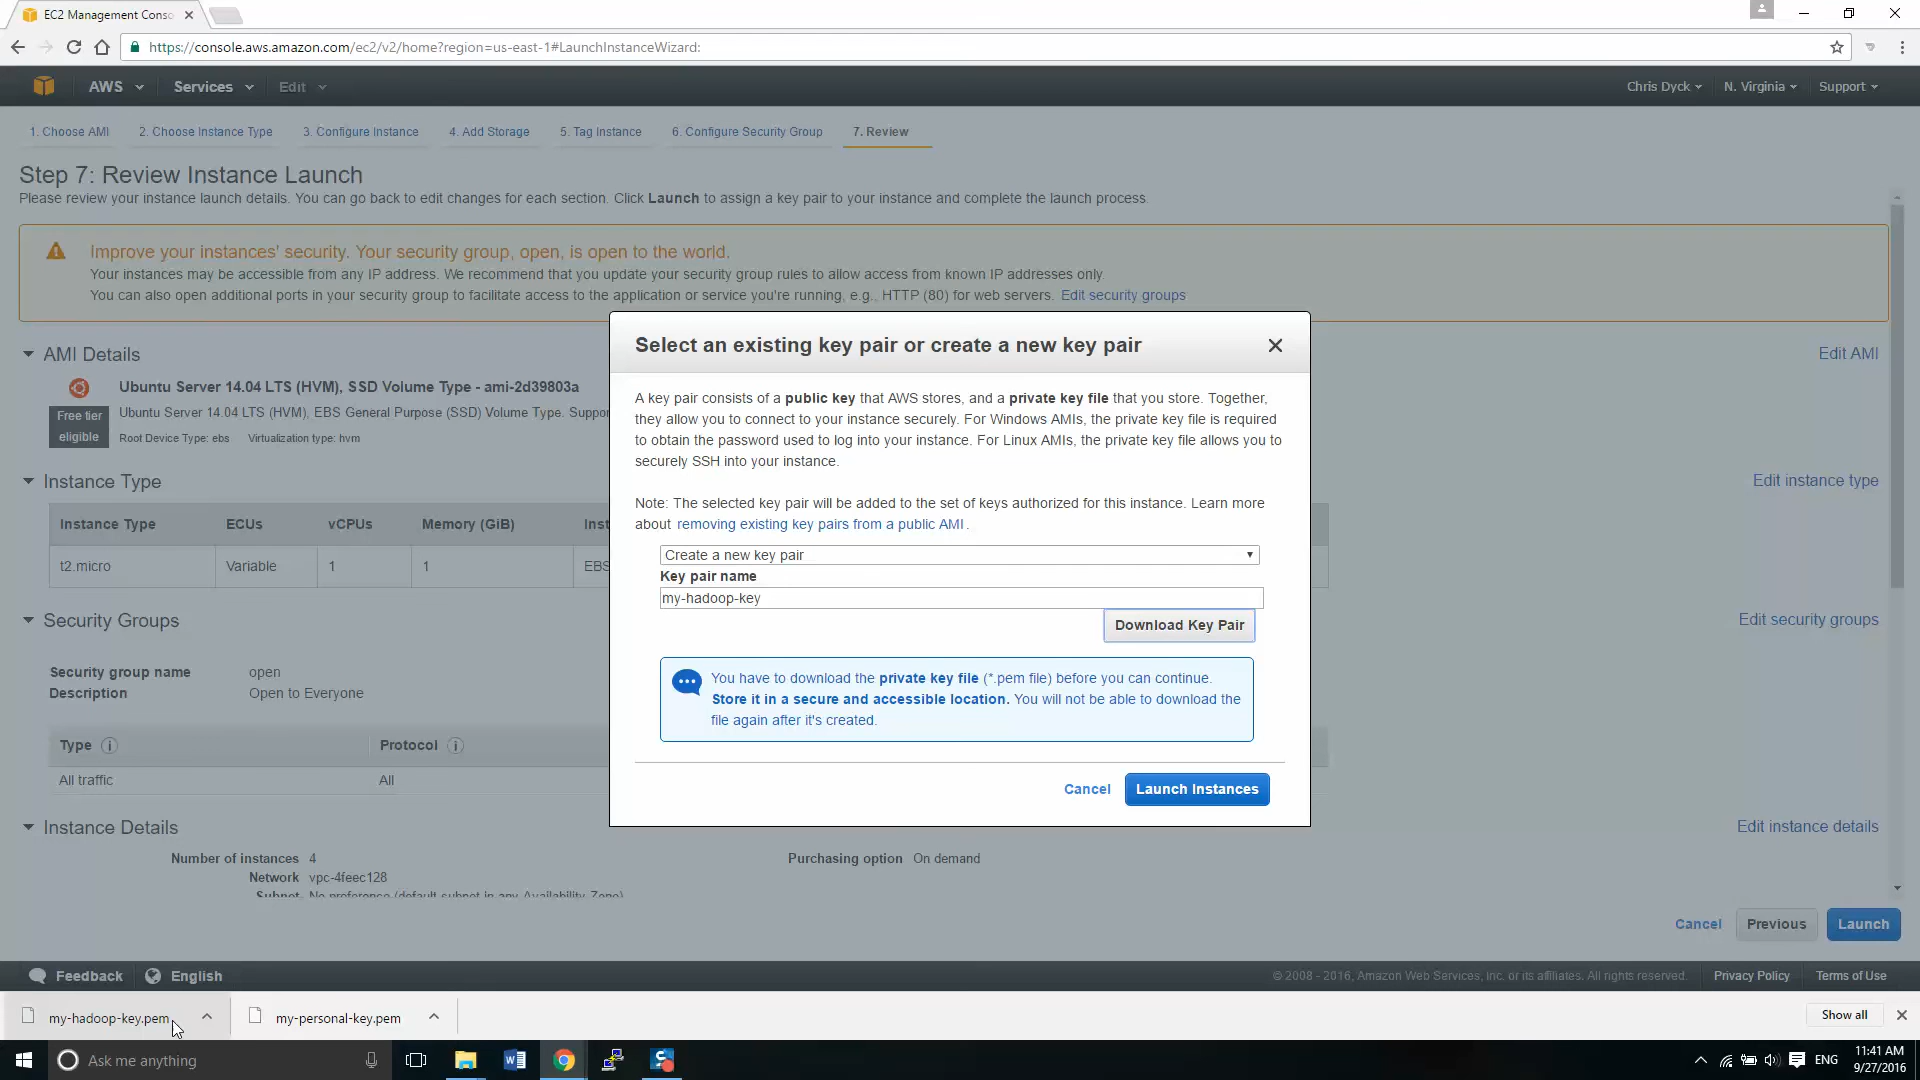 EC2 Management Conso
https://console.aws.amazon.com/ec2/v2/home?region=us-east-1#LaunchInstanceWizard:
AWS Services Edit Chris Dyck N. Virginia Support
1. Choose AMI 2. Choose Instance Type 3. Configure Instance 4. Add Storage 5. Tag Instance 6. Configure Security Group 7. Review
Step 7: Review Instance Launch
Please review your instance launch details. You can go back to edit changes for each section. Click Launch to assign a key pair to your instance and complete the launch process.
Improve your instances' security. Your security group, open, is open to the world.
Your instances may be accessible from any IP address. We recommend that you update your security group rules to allow access from known IP addresses only.
You can also open additional ports in your security group to facilitate access to the application or service you're running, e.g., HTTP (80) for web servers. Edit security groups
AMI Details Edit AMI
Ubuntu Server 14.04 LTS (HVM), SSD Volume Type - ami-2d39803a
Free tier eligible
Ubuntu Server 14.04 LTS (HVM), EBS General Purpose (SSD) Volume Type. Suppor
Root Device Type: ebs Virtualization type: hvm
Instance Type Edit instance type
Instance Type ECUs vCPUs Memory (GiB) Inst
t2.micro Variable 1 1 EBS
Security Groups Edit security groups
Security group name open
Description Open to Everyone
Type Protocol
All traffic All
Instance Details Edit instance details
Number of instances 4 Purchasing option On demand
Network vpc-4feec128
Subnet No preference (default subnet in any Availability Zone)
Select an existing key pair or create a new key pair
A key pair consists of a public key that AWS stores, and a private key file that you store. Together,
they allow you to connect to your instance securely. For Windows AMIs, the private key file is required
to obtain the password used to log into your instance. For Linux AMIs, the private key file allows you to
securely SSH into your instance.
Note: The selected key pair will be added to the set of keys authorized for this instance. Learn more
about removing existing key pairs from a public AMI.
Create a new key pair
Key pair name
my-hadoop-key
Download Key Pair
You have to download the private key file (*.pem file) before you can continue.
Store it in a secure and accessible location. You will not be able to download the
file again after it's created.
Cancel Launch Instances
Cancel Previous Launch
Feedback English © 2008 - 2016, Amazon Web Services, Inc. or its affiliates. All rights reserved. Privacy Policy Terms of Use
my-hadoop-key.pem my-personal-key.pem Show all
Ask me anything ENG 11:41 AM
9/27/2016